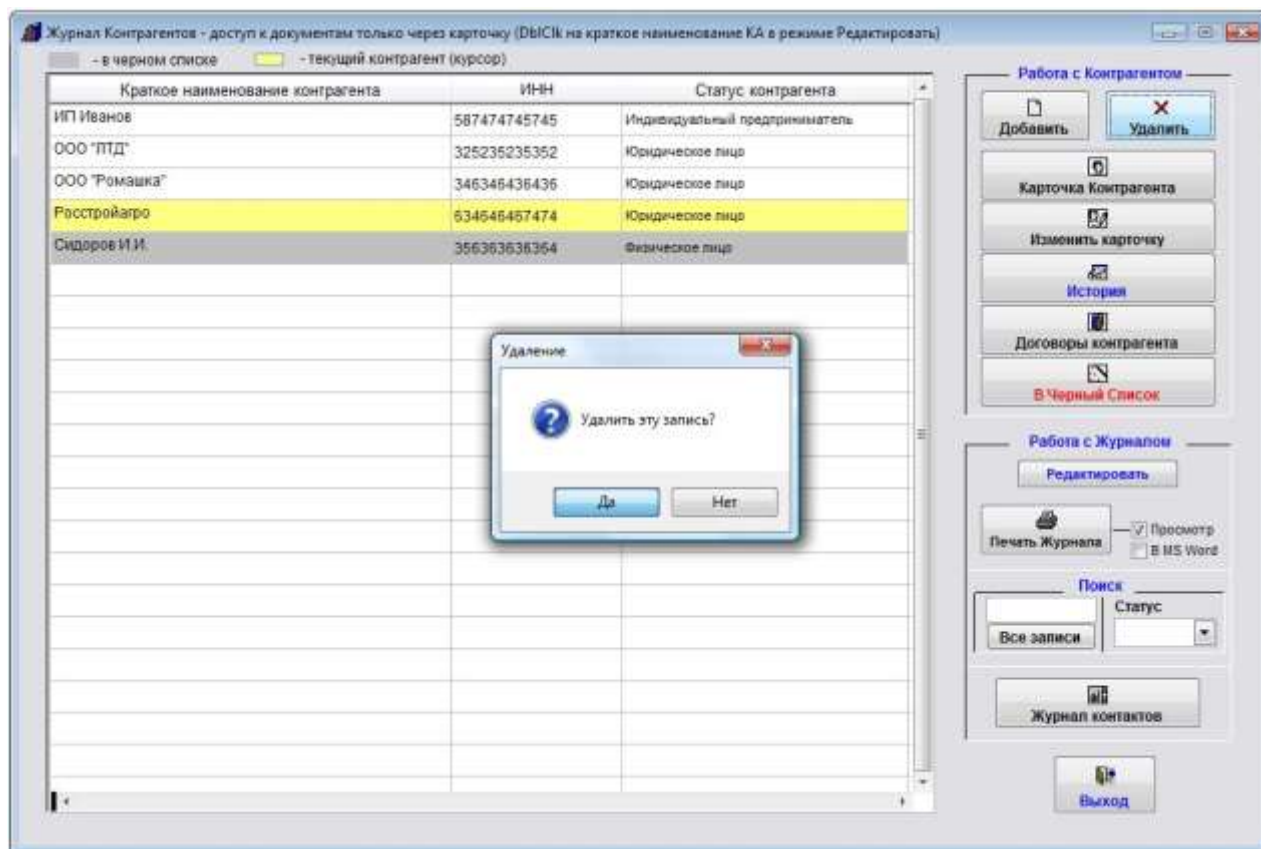 Журнал Контрагентов - доступ к документам только через карточку (DblClk на краткое наименование КА в режиме Редактировать)
- в черном списке - текущий контрагент (курсор)
Краткое наименование контрагента ИНН Статус контрагента
ИП Иванов 587474745745 Индивидуальный предприниматель
ООО "ЛТД" 325235235352 Юридическое лицо
ООО "Ромашка" 346346436436 Юридическое лицо
Росстройагро 634646467474 Юридическое лицо
Сидоров И.И. 356363636364 Физическое лицо
Удаление
Удалить эту запись?
Да Нет
Работа с Контрагентом
Добавить Удалить
Карточка Контрагента
Изменить карточку
История
Договоры контрагента
В Черный Список
Работа с Журналом
Редактировать
Печать Журнала Просмотр
В MS Word
Поиск
Статус
Все записи
Журнал контактов
Выход